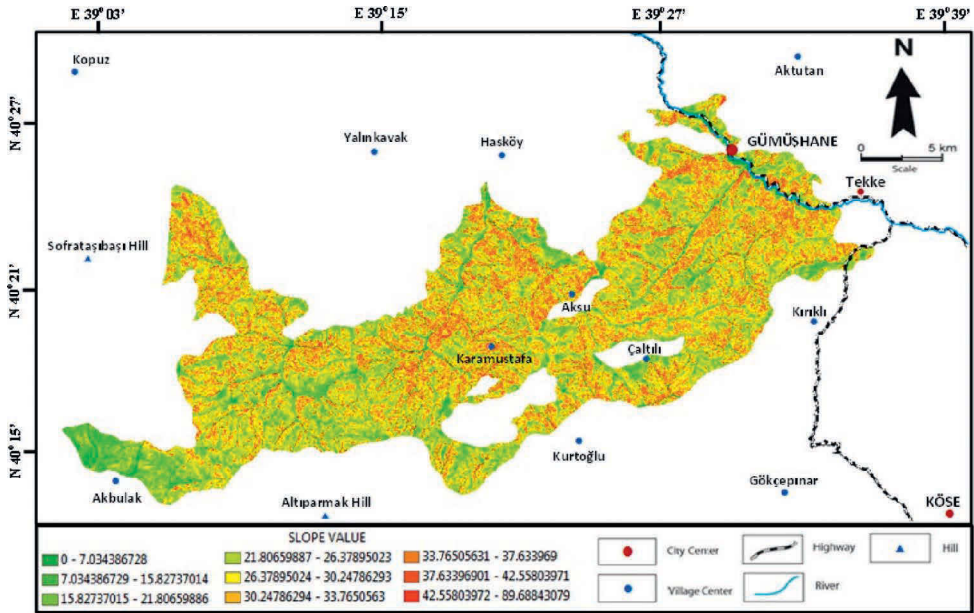 E 39° 03' E 39° 15' E 39° 27' E 39° 39'
Kopuz
Aktutan
N
N 40° 27'
Yalınkavak
Hasköy
GÜMÜŞHANE
0 5 km
Scale
Tekke
Sofrataşıbaşı Hill
N 40° 21'
Aksu
Kırıklı
Karamustafa
Çaltılı
N 40° 15'
Kurtoğlu
Akbulak
Altıparmak Hill
Gökçepınar
KÖSE
SLOPE VALUE
0 - 7.034386728 21.80659887 - 26.37895023 33.76505631 - 37.633969 City Center Highway Hill
7.034386729 - 15.82737014 26.37895024 - 30.24786293 37.63396901 - 42.55803971
15.82737015 - 21.80659886 30.24786294 - 33.7650563 42.55803972 - 89.68843079 Village Center River